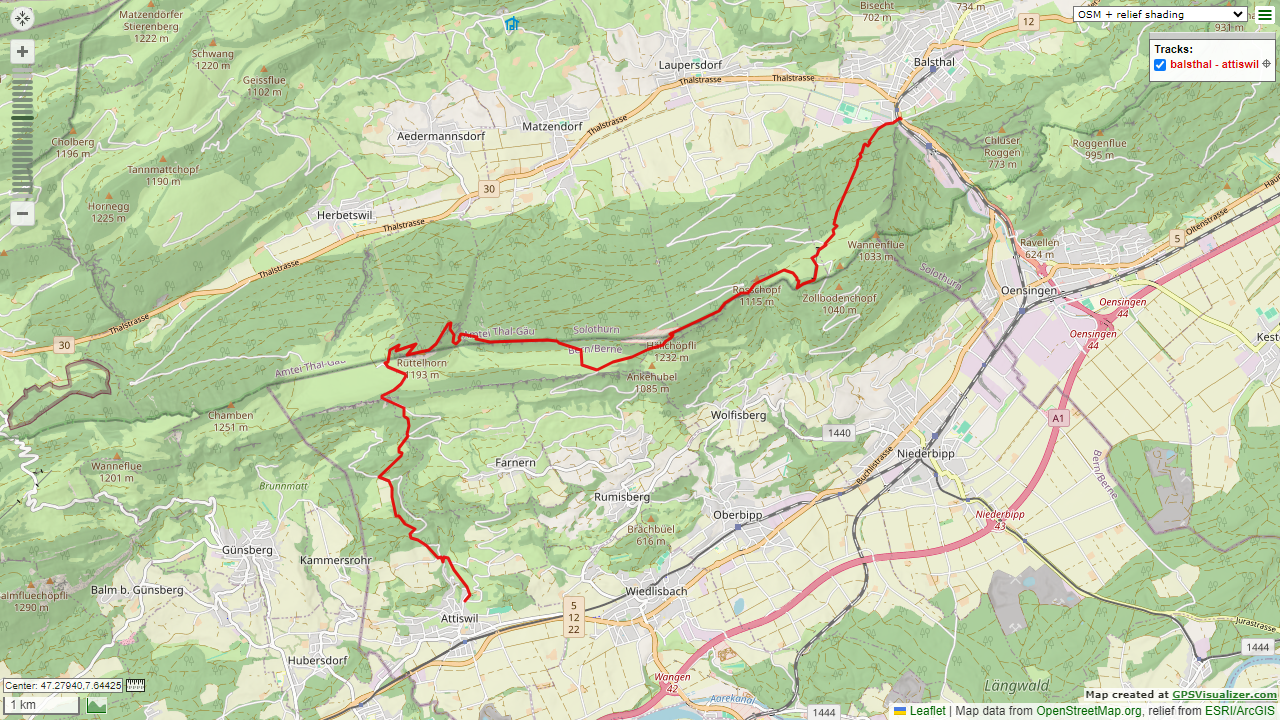 Matzendorfer
Stierenberg
1222 m
Schwang
1220 m
Geissflue
1102 m
Cholberg
1196 m
Tannmattchopf
1190 m
Hornegg
1225 m
Bisecht
702 m
734 m
12
931 m
OSM + relief shading
Tracks:
balsthal - attiswil
Laupersdorf
Balsthal
Thalstrasse
Thalstrasse
Thalstrasse
Aedermannsdorf
Matzendorf
30
Herbetswil
Thalstrasse
Thalstrasse
30
Chluser
Roggen
773 m
Roggenflue
995 m
Wannenflue
1033 m
Ravellen
624 m
5
Oltenstrasse
Solothurn
Oensingen
Oensingen
44
Oensingen
44
Rosschopf
1115 m
Zollbodenchopf
1040 m
Amtei Thal-Gäu
Solothurn
Bern/Berne
Hällchöpfli
1232 m
Amtei Thal-Gäu
Rüttelhorn
1193 m
Ankehubel
1085 m
Chamben
1251 m
Wolfisberg
1440
A1
Wanneflue
1201 m
Brunnmatt
Farnern
Rumisberg
Niederbipp
Bern/Berne
Oberbipp
Niederbipp
43
Brächbüel
616 m
Günsberg
Kammersrohr
Balm b. Günsberg
1290 m
Wiedlisbach
Attiswil
5
12
22
Hubersdorf
Jurastrasse
1444
Wangen
42
Aarekanal
Längwald
1444
Center: 47.27940,7.64425
1 km
Map created at GPSVisualizer.com
Leaflet | Map data from OpenStreetMap.org, relief from ESRI/ArcGIS